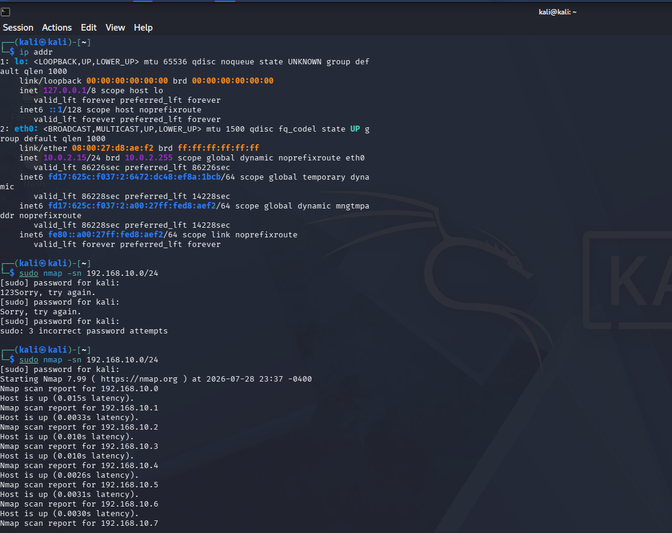 kali@kali: ~
Session Actions Edit View Help
┌──(kali㉿kali)-[~]
└─$ ip addr
1: lo: <LOOPBACK,UP,LOWER_UP> mtu 65536 qdisc noqueue state UNKNOWN group def
ault qlen 1000
link/loopback 00:00:00:00:00:00 brd 00:00:00:00:00:00
inet 127.0.0.1/8 scope host lo
valid_lft forever preferred_lft forever
inet6 ::1/128 scope host noprefixroute
valid_lft forever preferred_lft forever
2: eth0: <BROADCAST,MULTICAST,UP,LOWER_UP> mtu 1500 qdisc fq_codel state UP g
roup default qlen 1000
link/ether 08:00:27:d8:ae:f2 brd ff:ff:ff:ff:ff:ff
inet 10.0.2.15/24 brd 10.0.2.255 scope global dynamic noprefixroute eth0
valid_lft 86226sec preferred_lft 86226sec
inet6 fd17:625c:f037:2:6472:dc48:ef8a:1bcb/64 scope global temporary dyna
mic
valid_lft 86228sec preferred_lft 14228sec
inet6 fd17:625c:f037:2:a00:27ff:fed8:aef2/64 scope global dynamic mngtmpa
ddr noprefixroute
valid_lft 86228sec preferred_lft 14228sec
inet6 fe80::a00:27ff:fed8:aef2/64 scope link noprefixroute
valid_lft forever preferred_lft forever
┌──(kali㉿kali)-[~]
└─$ sudo nmap -sn 192.168.10.0/24
[sudo] password for kali:
123Sorry, try again.
[sudo] password for kali:
Sorry, try again.
[sudo] password for kali:
sudo: 3 incorrect password attempts
┌──(kali㉿kali)-[~]
└─$ sudo nmap -sn 192.168.10.0/24
[sudo] password for kali:
Starting Nmap 7.99 ( https://nmap.org ) at 2026-07-28 23:37 -0400
Nmap scan report for 192.168.10.0
Host is up (0.015s latency).
Nmap scan report for 192.168.10.1
Host is up (0.0033s latency).
Nmap scan report for 192.168.10.2
Host is up (0.010s latency).
Nmap scan report for 192.168.10.3
Host is up (0.010s latency).
Nmap scan report for 192.168.10.4
Host is up (0.0026s latency).
Nmap scan report for 192.168.10.5
Host is up (0.0031s latency).
Nmap scan report for 192.168.10.6
Host is up (0.0030s latency).
Nmap scan report for 192.168.10.7
KA